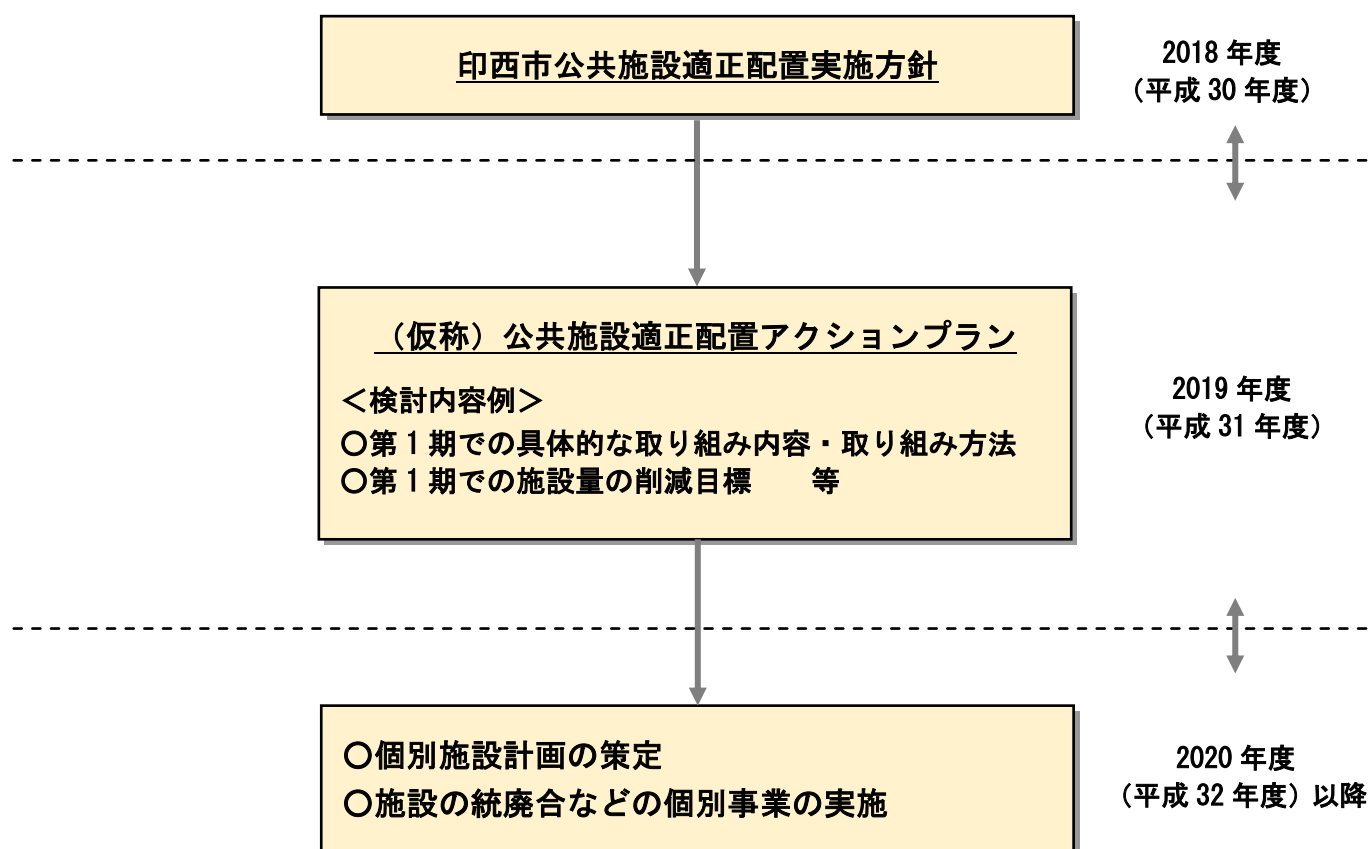 印西市公共施設適正配置実施方針
2018 年度
（平成 30 年度）
（仮称）公共施設適正配置アクションプラン
＜検討内容例＞
〇第１期での具体的な取り組み内容・取り組み方法
〇第１期での施設量の削減目標　　等
2019 年度
（平成 31 年度）
〇個別施設計画の策定
〇施設の統廃合などの個別事業の実施
2020 年度
（平成 32 年度）以降